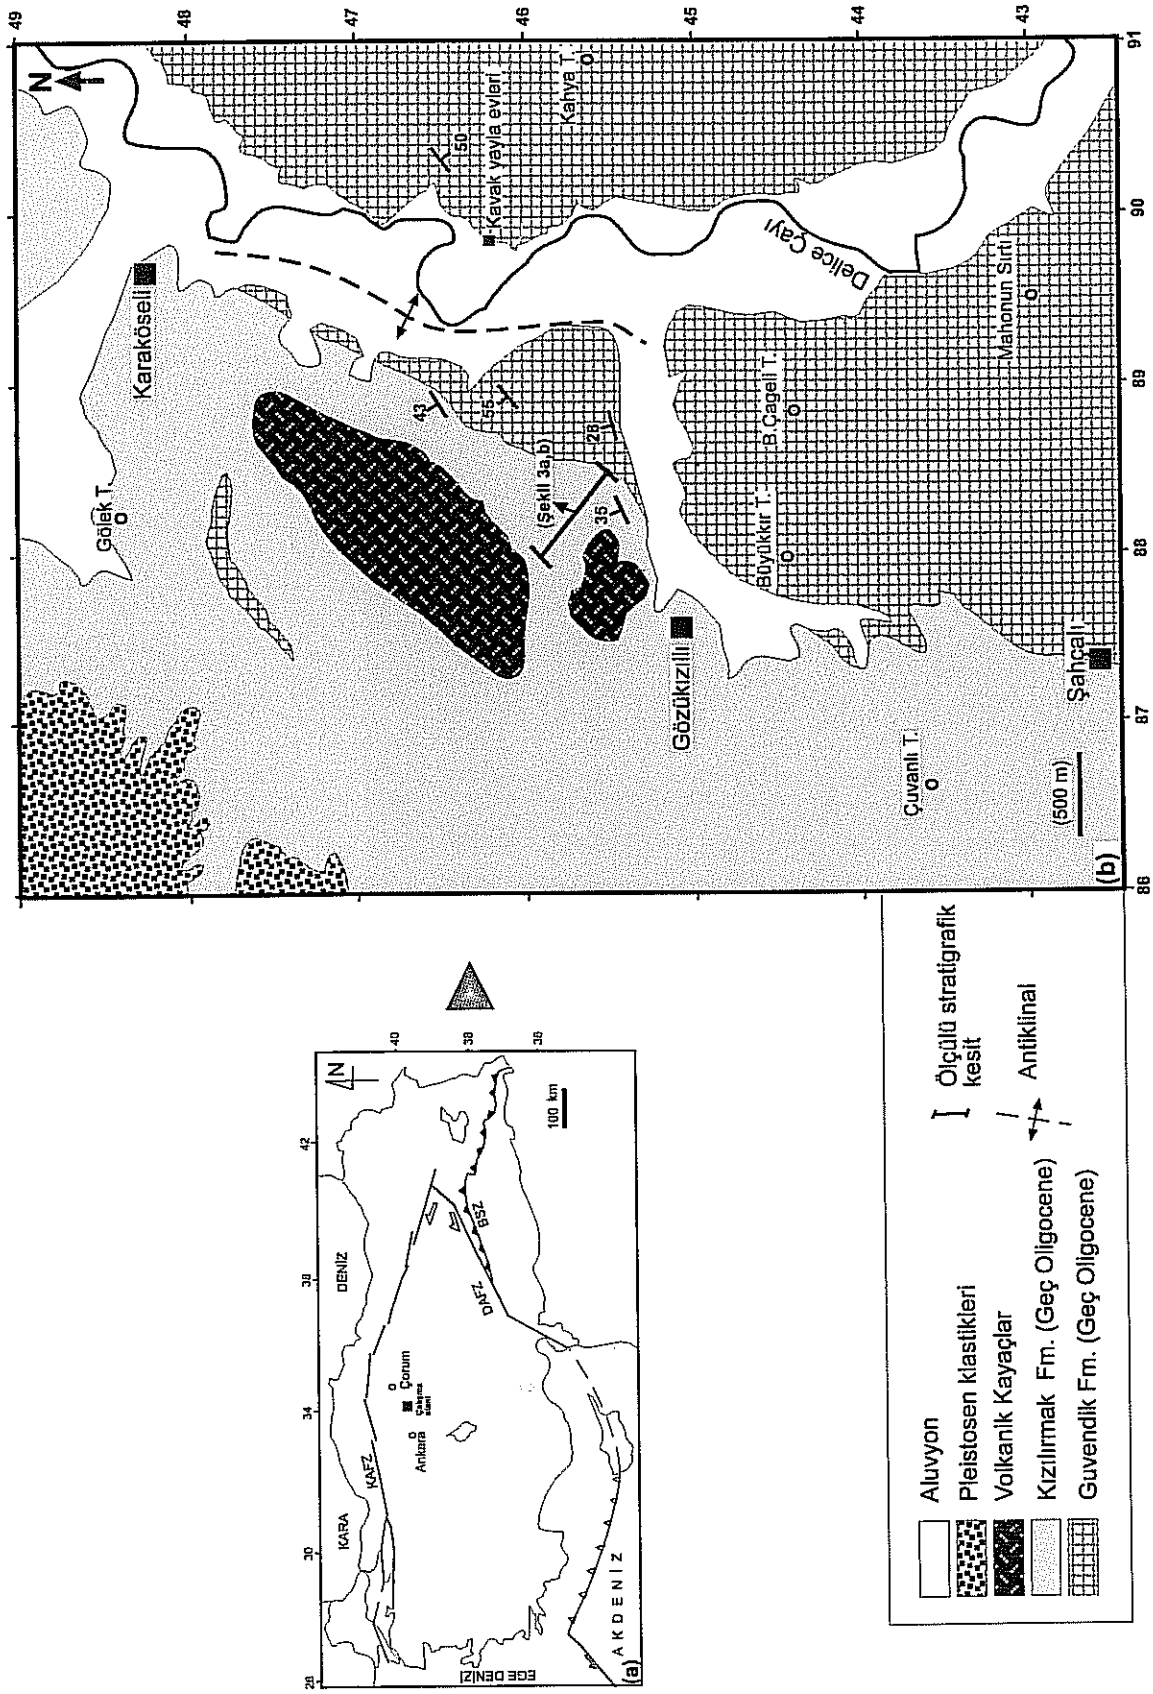 KARA
DENİZ
EGE DENİZİ
AKDENİZ
KAFZ
DAFZ
BSZ
Ankara
Çorum
Çalışma
alanı
N
100 km
30
34
38
42
40
38
(a)
N
49
48
47
46
45
44
43
86
87
88
89
90
91
Karaköseli
Gölek T.
Kavak yayla evleri
Kahya T.
50
43
55
28
35
(Şekil 3a,b)
Gözükızıllı
Delice Çayı
B.Çageli T.
Büyükkır T.
Mahonun Sırtı
Şahçalı
Çuvanlı T.
(500 m)
(b)
Aluvyon
Pleistosen klastikleri
Volkanik Kayaçlar
Kızılırmak Fm. (Geç Oligocene)
Guvendik Fm. (Geç Oligocene)
Ölçülü stratigrafik
kesit
Antiklinal